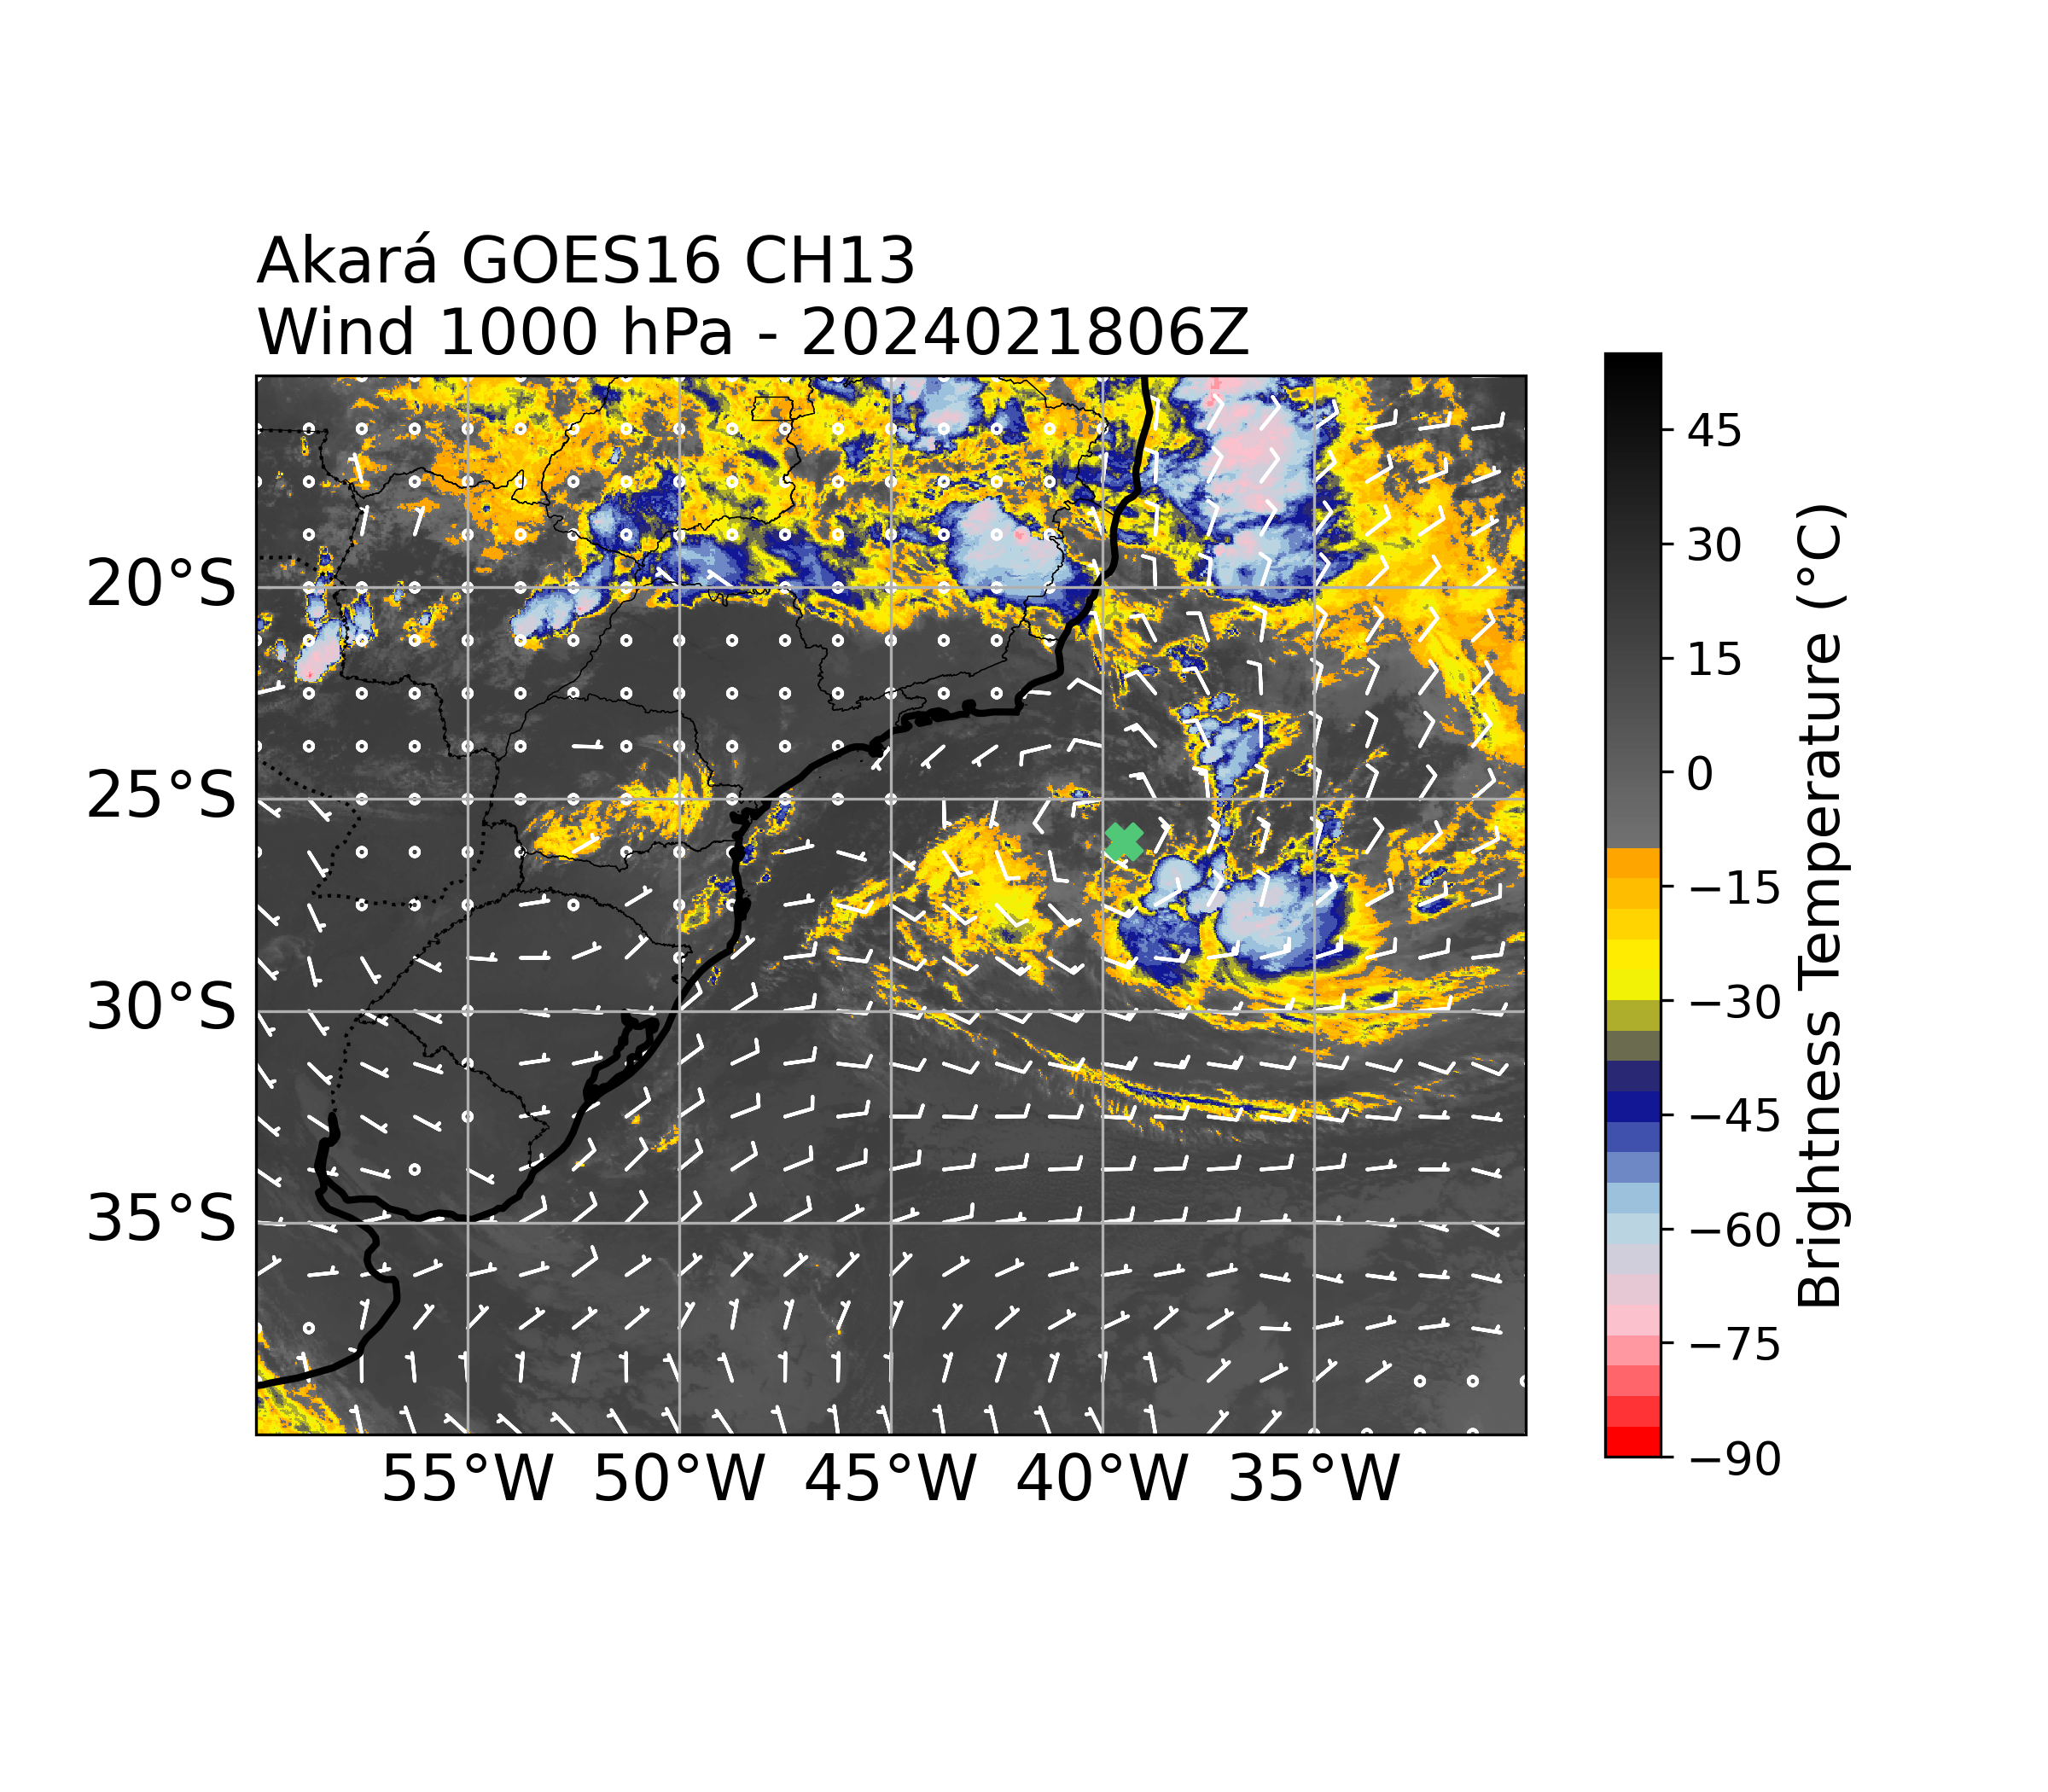 Akará GOES16 CH13
Wind 1000 hPa - 2024021806Z
20°S
25°S
30°S
35°S
55°W 50°W 45°W 40°W 35°W
45
30
15
0
−15
−30
−45
−60
−75
−90
Brightness Temperature (°C)